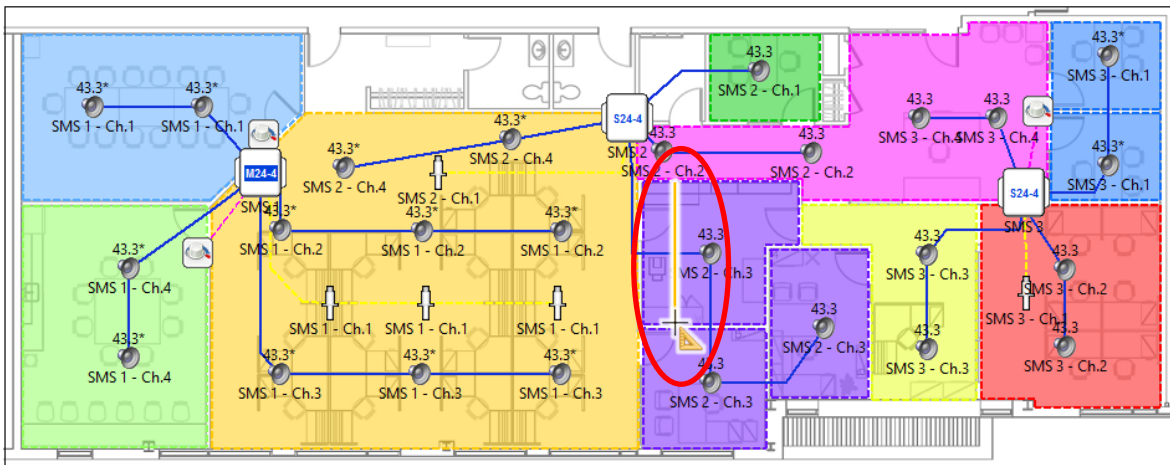 43.3*
SMS 1 - Ch.1
43.3*
SMS 1 - Ch.1
M24-4
SMS 1
43.3*
SMS 2 - Ch.4
43.3*
SMS 2 - Ch.4
SMS 2 - Ch.1
S24-4
SMS 2
43.3
SMS 2 - Ch.1
43.3
SMS 2 - Ch.2
43.3
SMS 2 - Ch.2
43.3
SMS 3 - Ch.4
43.3
SMS 3 - Ch.4
43.3*
SMS 3 - Ch.1
43.3*
SMS 3 - Ch.1
S24-4
SMS 3
43.3*
SMS 1 - Ch.2
43.3*
SMS 1 - Ch.2
43.3*
SMS 1 - Ch.2
43.3*
SMS 1 - Ch.4
43.3*
SMS 1 - Ch.4
SMS 1 - Ch.1
SMS 1 - Ch.1
SMS 1 - Ch.1
43.3*
SMS 1 - Ch.3
43.3*
SMS 1 - Ch.3
43.3*
SMS 1 - Ch.3
43.3
SMS 2 - Ch.3
43.3
SMS 2 - Ch.3
43.3
SMS 2 - Ch.3
43.3
SMS 3 - Ch.3
43.3
SMS 3 - Ch.3
43.3
SMS 3 - Ch.2
SMS 3 - Ch.1
43.3
SMS 3 - Ch.2